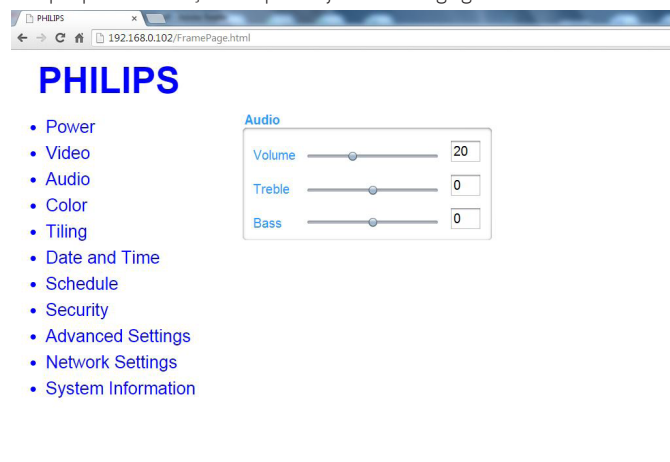 PHILIPS
192.168.0.102/FramePage.html
PHILIPS
Power
Video
Audio
Color
Tiling
Date and Time
Schedule
Security
Advanced Settings
Network Settings
System Information
Audio
Volume 20
Treble 0
Bass 0